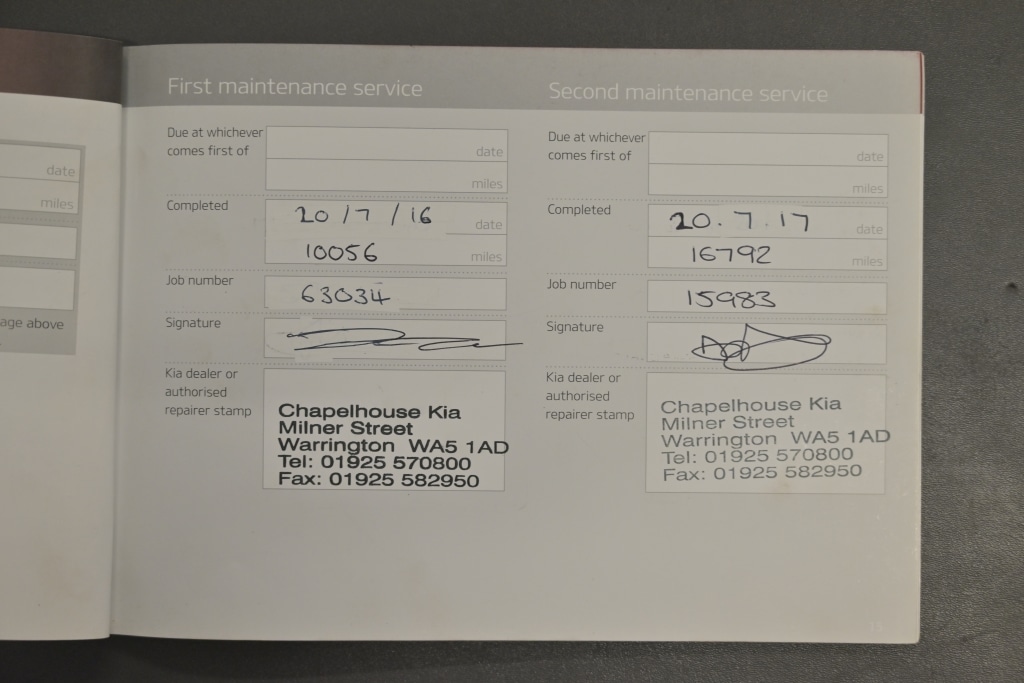 date
miles
age above
First maintenance service
Due at whichever
comes first of
date
miles
Completed
20/7/16 date
10056 miles
Job number
63034
Signature
Kia dealer or
authorised
repairer stamp
Chapelhouse Kia
Milner Street
Warrington WA5 1AD
Tel: 01925 570800
Fax: 01925 582950
Second maintenance service
Due at whichever
comes first of
date
miles
Completed
20.7.17 date
16792 miles
Job number
15983
Signature
Kia dealer or
authorised
repairer stamp
Chapelhouse Kia
Milner Street
Warrington WA5 1AD
Tel: 01925 570800
Fax: 01925 582950
15